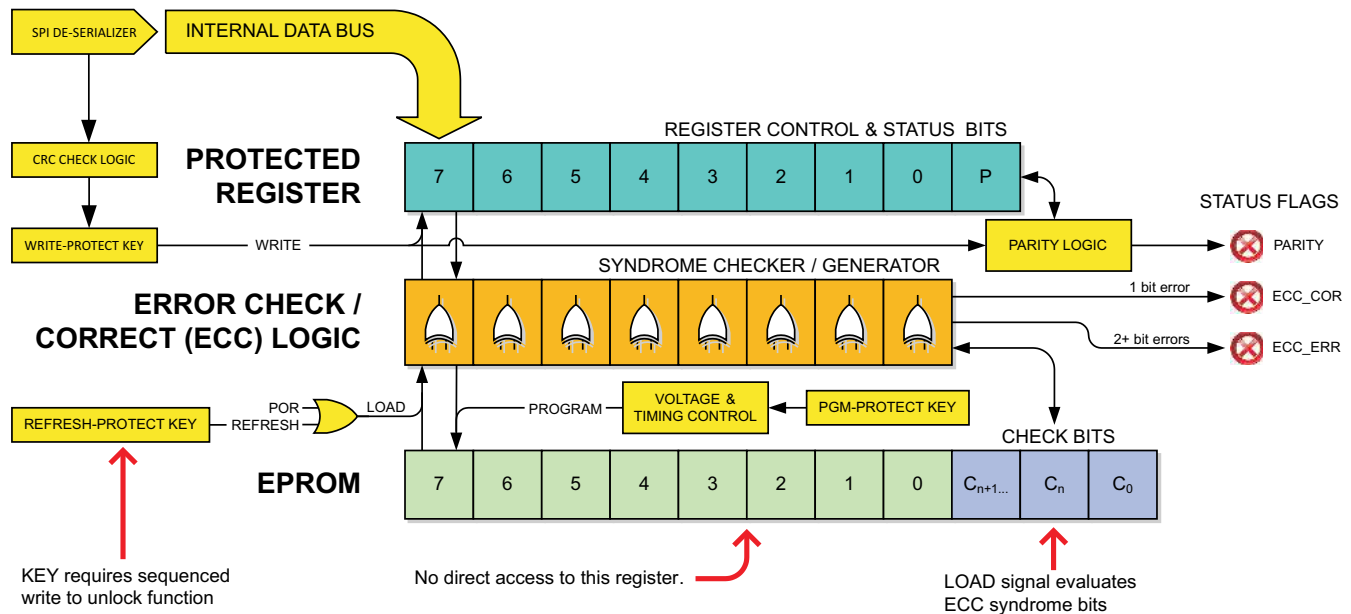 SPI DE-SERIALIZER
INTERNAL DATA BUS
REGISTER CONTROL & STATUS BITS
CRC CHECK LOGIC
PROTECTED
REGISTER
7 6 5 4 3 2 1 0 P
STATUS FLAGS
WRITE-PROTECT KEY
WRITE
PARITY LOGIC
PARITY
SYNDROME CHECKER / GENERATOR
ERROR CHECK /
CORRECT (ECC) LOGIC
1 bit error
ECC_COR
2+ bit errors
ECC_ERR
REFRESH-PROTECT KEY
POR
REFRESH
LOAD
PROGRAM
VOLTAGE &
TIMING CONTROL
PGM-PROTECT KEY
CHECK BITS
EPROM
7 6 5 4 3 2 1 0 Cn+1... Cn C0
KEY requires sequenced
write to unlock function
No direct access to this register.
LOAD signal evaluates
ECC syndrome bits